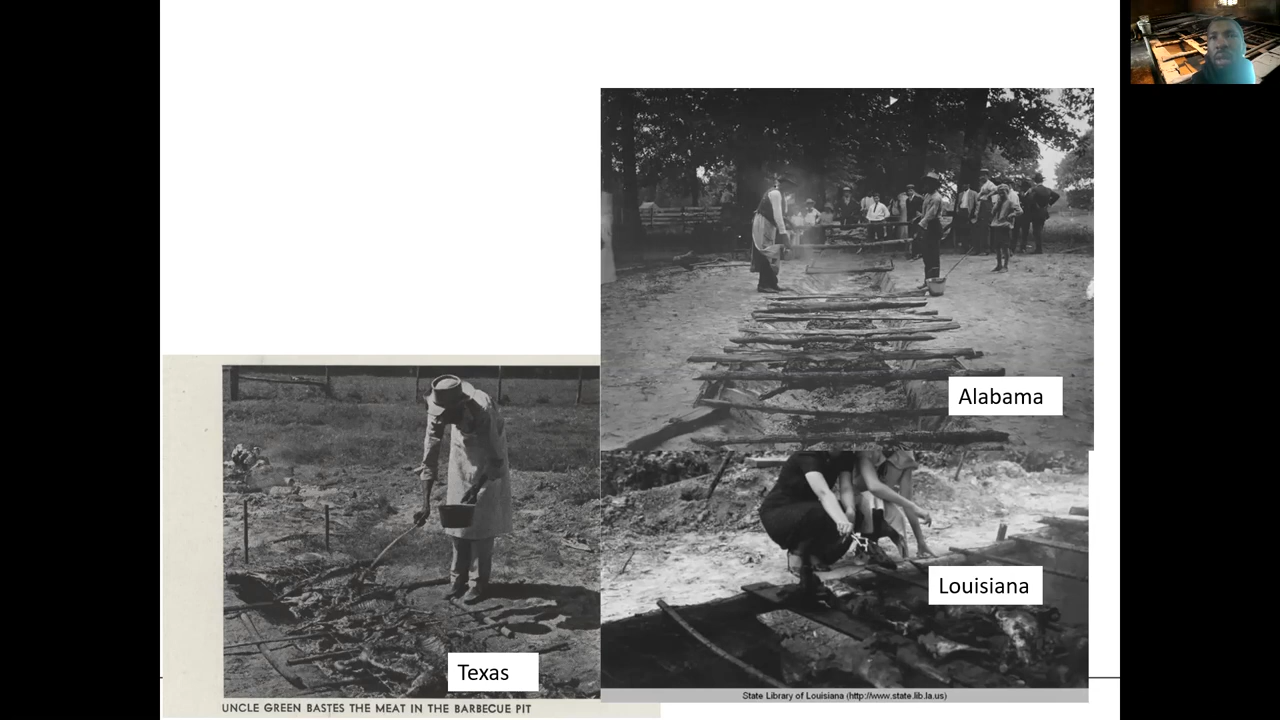 Alabama
Louisiana
Texas
State Library of Louisiana (http://www.state.lib.la.us)
UNCLE GREEN BASTES THE MEAT IN THE BARBECUE PIT